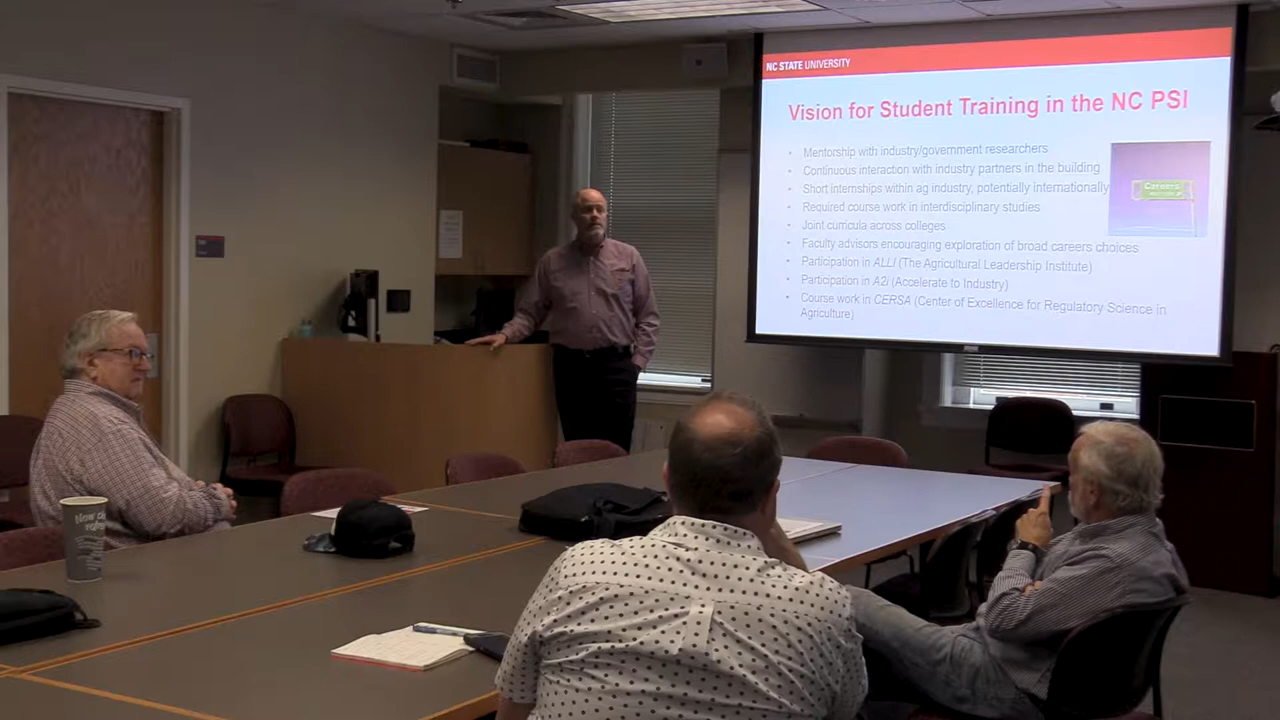 NC STATE UNIVERSITY
Vision for Student Training in the NC PSI
• Mentorship with industry/government researchers
• Continuous interaction with industry partners in the building
• Short internships within ag industry, potentially internationally
• Required course work in interdisciplinary studies
• Joint curricula across colleges
• Faculty advisors encouraging exploration of broad careers choices
• Participation in ALLI (The Agricultural Leadership Institute)
• Participation in A2i (Accelerate to Industry)
• Course work in CERSA (Center of Excellence for Regulatory Science in
Agriculture)
Careers